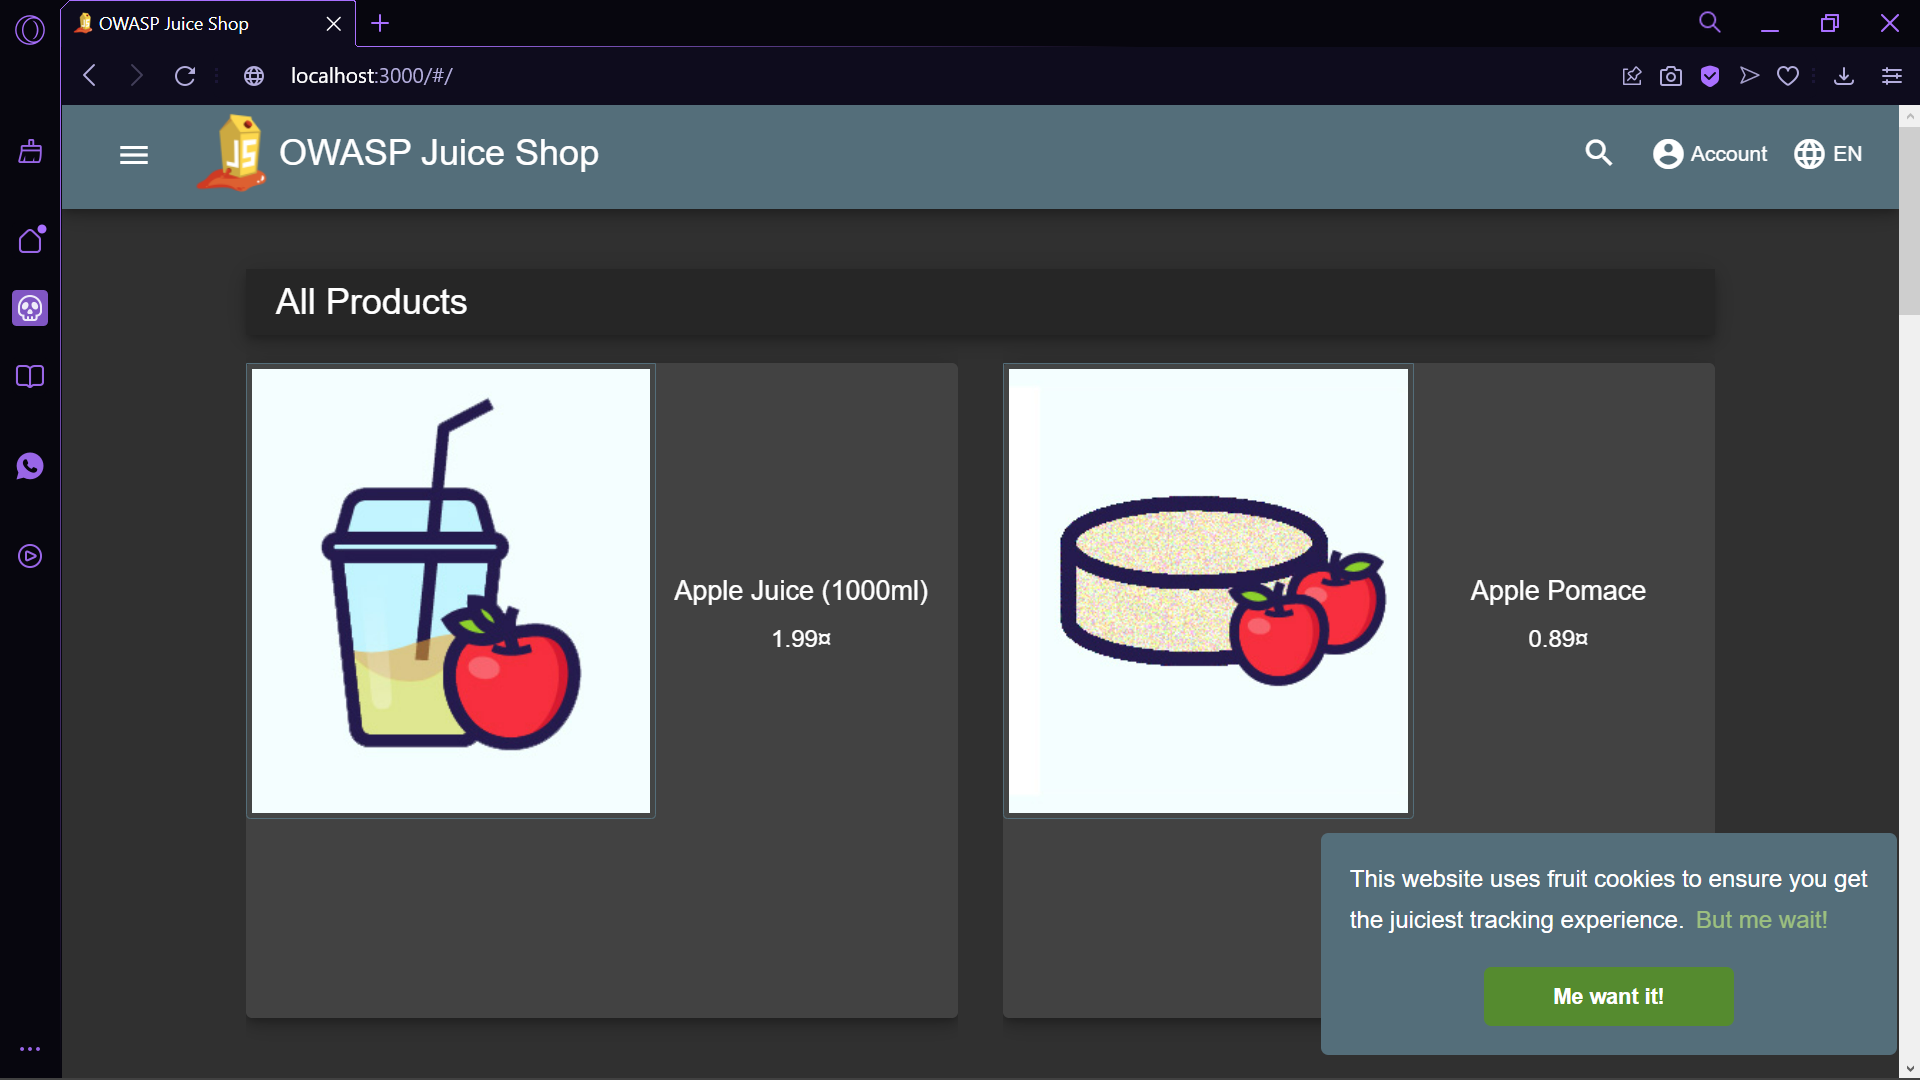 OWASP Juice Shop
localhost:3000/#/
JS
OWASP Juice Shop
Account
EN
All Products
Apple Juice (1000ml)
1.99¤
Apple Pomace
0.89¤
This website uses fruit cookies to ensure you get
the juiciest tracking experience. But me wait!
Me want it!